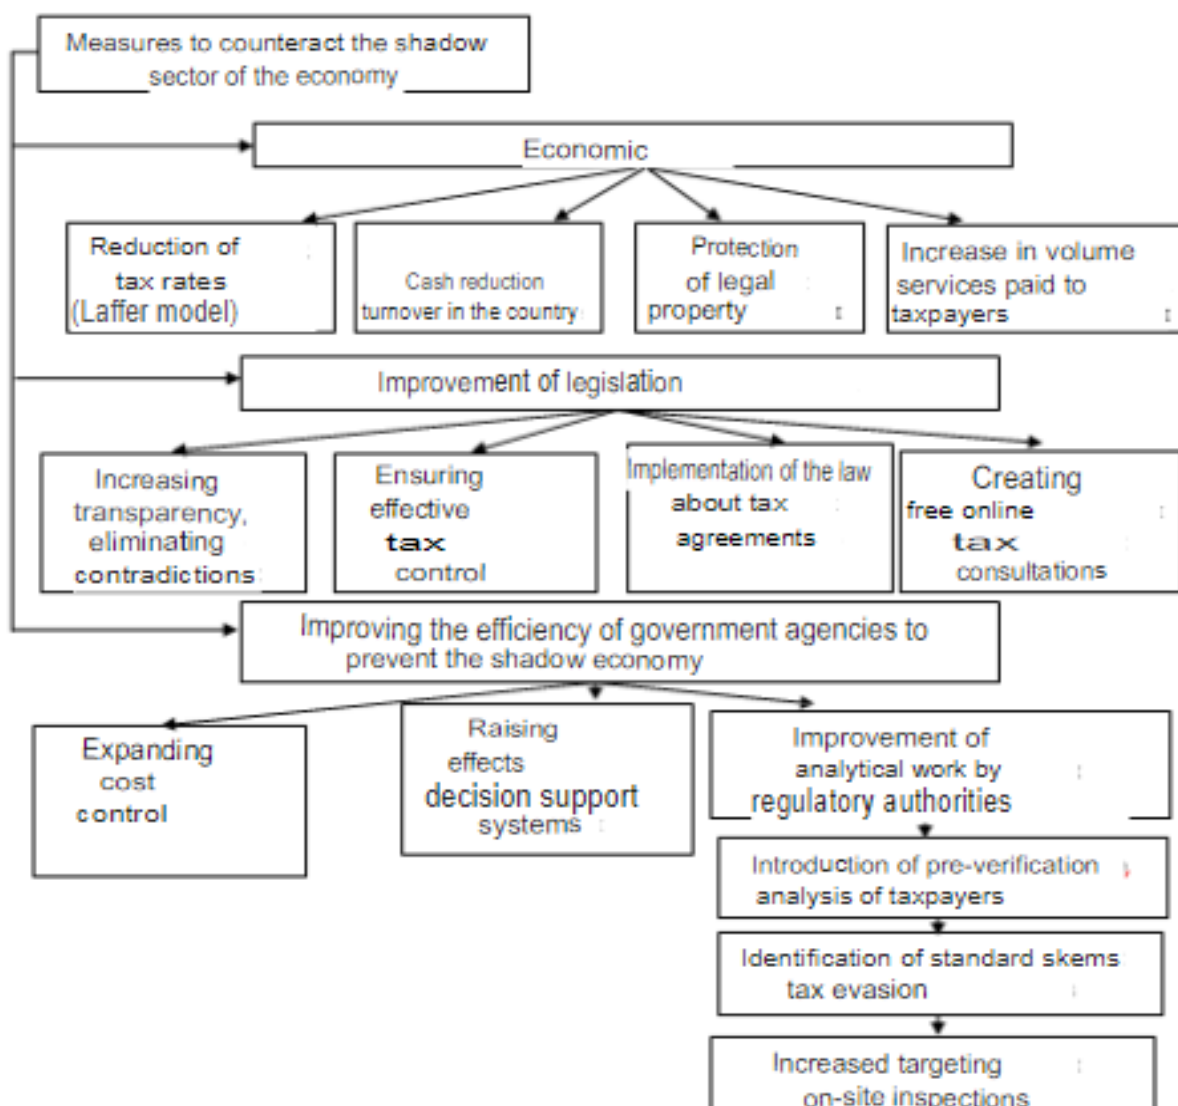 Measures to counteract the shadow
sector of the economy
Economic
Reduction of
tax rates
(Laffer model)
Cash reduction
turnover in the country
Protection
of legal
property
Increase in volume
services paid to
taxpayers
Improvement of legislation
Increasing
transparency,
eliminating
contradictions
Ensuring
effective
tax
control
Implementation of the law
about tax
agreements
Creating
free online
tax
consultations
Improving the efficiency of government agencies to
prevent the shadow economy
Expanding
cost
control
Raising
effects
decision support
systems
Improvement of
analytical work by
regulatory authorities
Introduction of pre-verification
analysis of taxpayers
Identification of standard skems
tax evasion
Increased targeting
on-site inspections